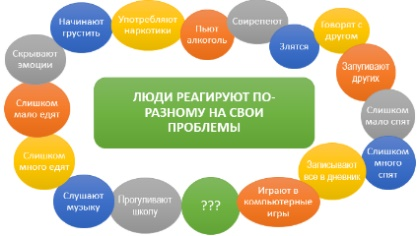 Начинают
грустить
Употребляют
наркотики
Пьют
алкоголь
Свирепеют
Злятся
Говорят с
другом
Запугивают
других
Слишком
мало спят
Слишком
много спят
Записывают
все в дневник
Играют в
компьютерные
игры
???
Прогуливают
школу
Слушают
музыку
Слишком
много едят
Слишком
мало едят
Скрывают
эмоции
ЛЮДИ РЕАГИРУЮТ ПО-
РАЗНОМУ НА СВОИ
ПРОБЛЕМЫ